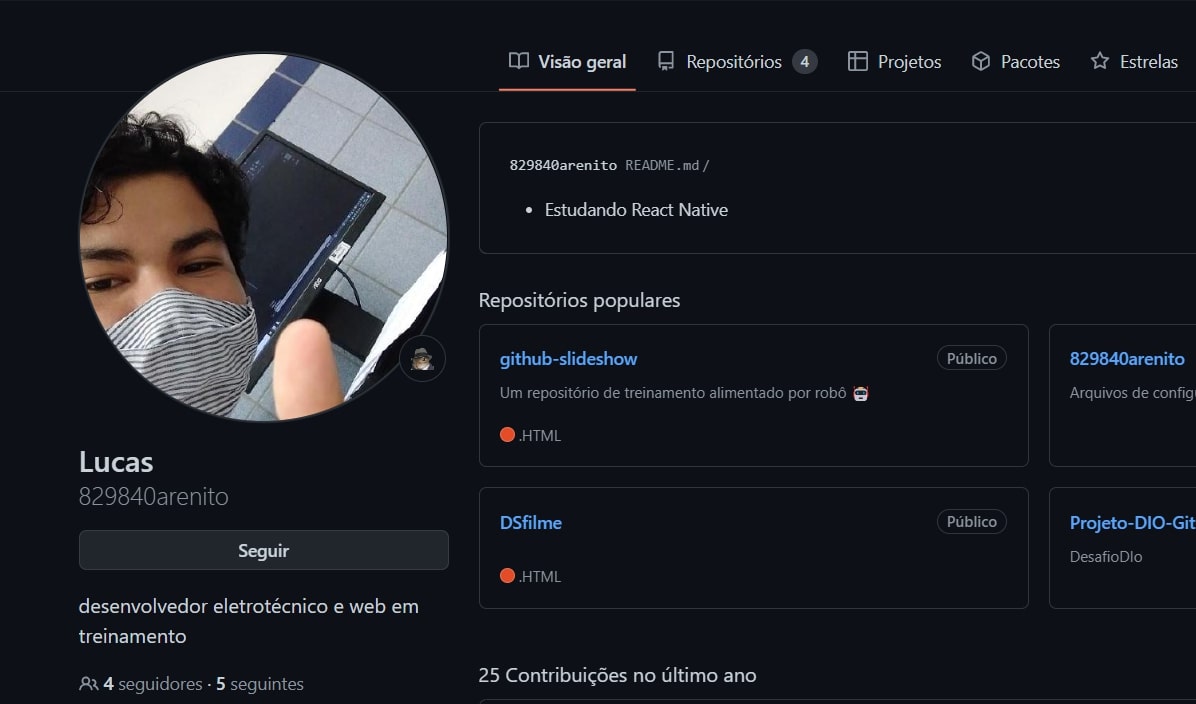 Visão geral
Repositórios 4
Projetos
Pacotes
Estrelas
829840arenito README.md /
• Estudando React Native
Repositórios populares
github-slideshow
Público
Um repositório de treinamento alimentado por robô
.HTML
829840arenito
Arquivos de config
DSfilme
Público
.HTML
Projeto-DIO-Git
DesafioDIo
25 Contribuições no último ano
Lucas
829840arenito
Seguir
desenvolvedor eletrotécnico e web em
treinamento
4 seguidores · 5 seguintes